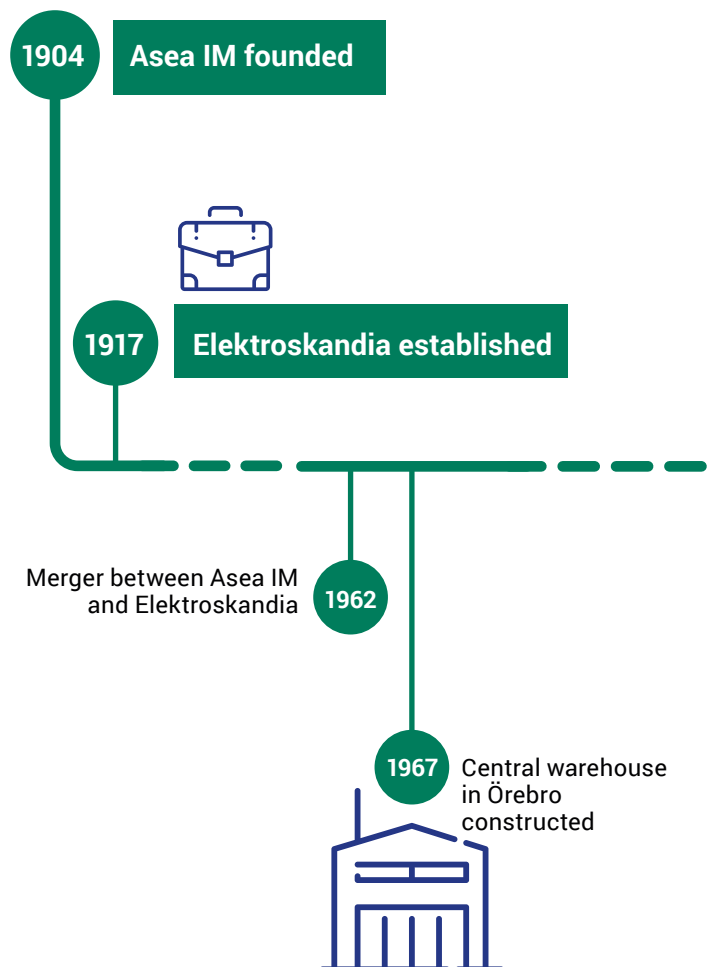 1904
Asea IM founded
1917
Elektroskandia established
Merger between Asea IM
and Elektroskandia
1962
1967
Central warehouse
in Örebro
constructed